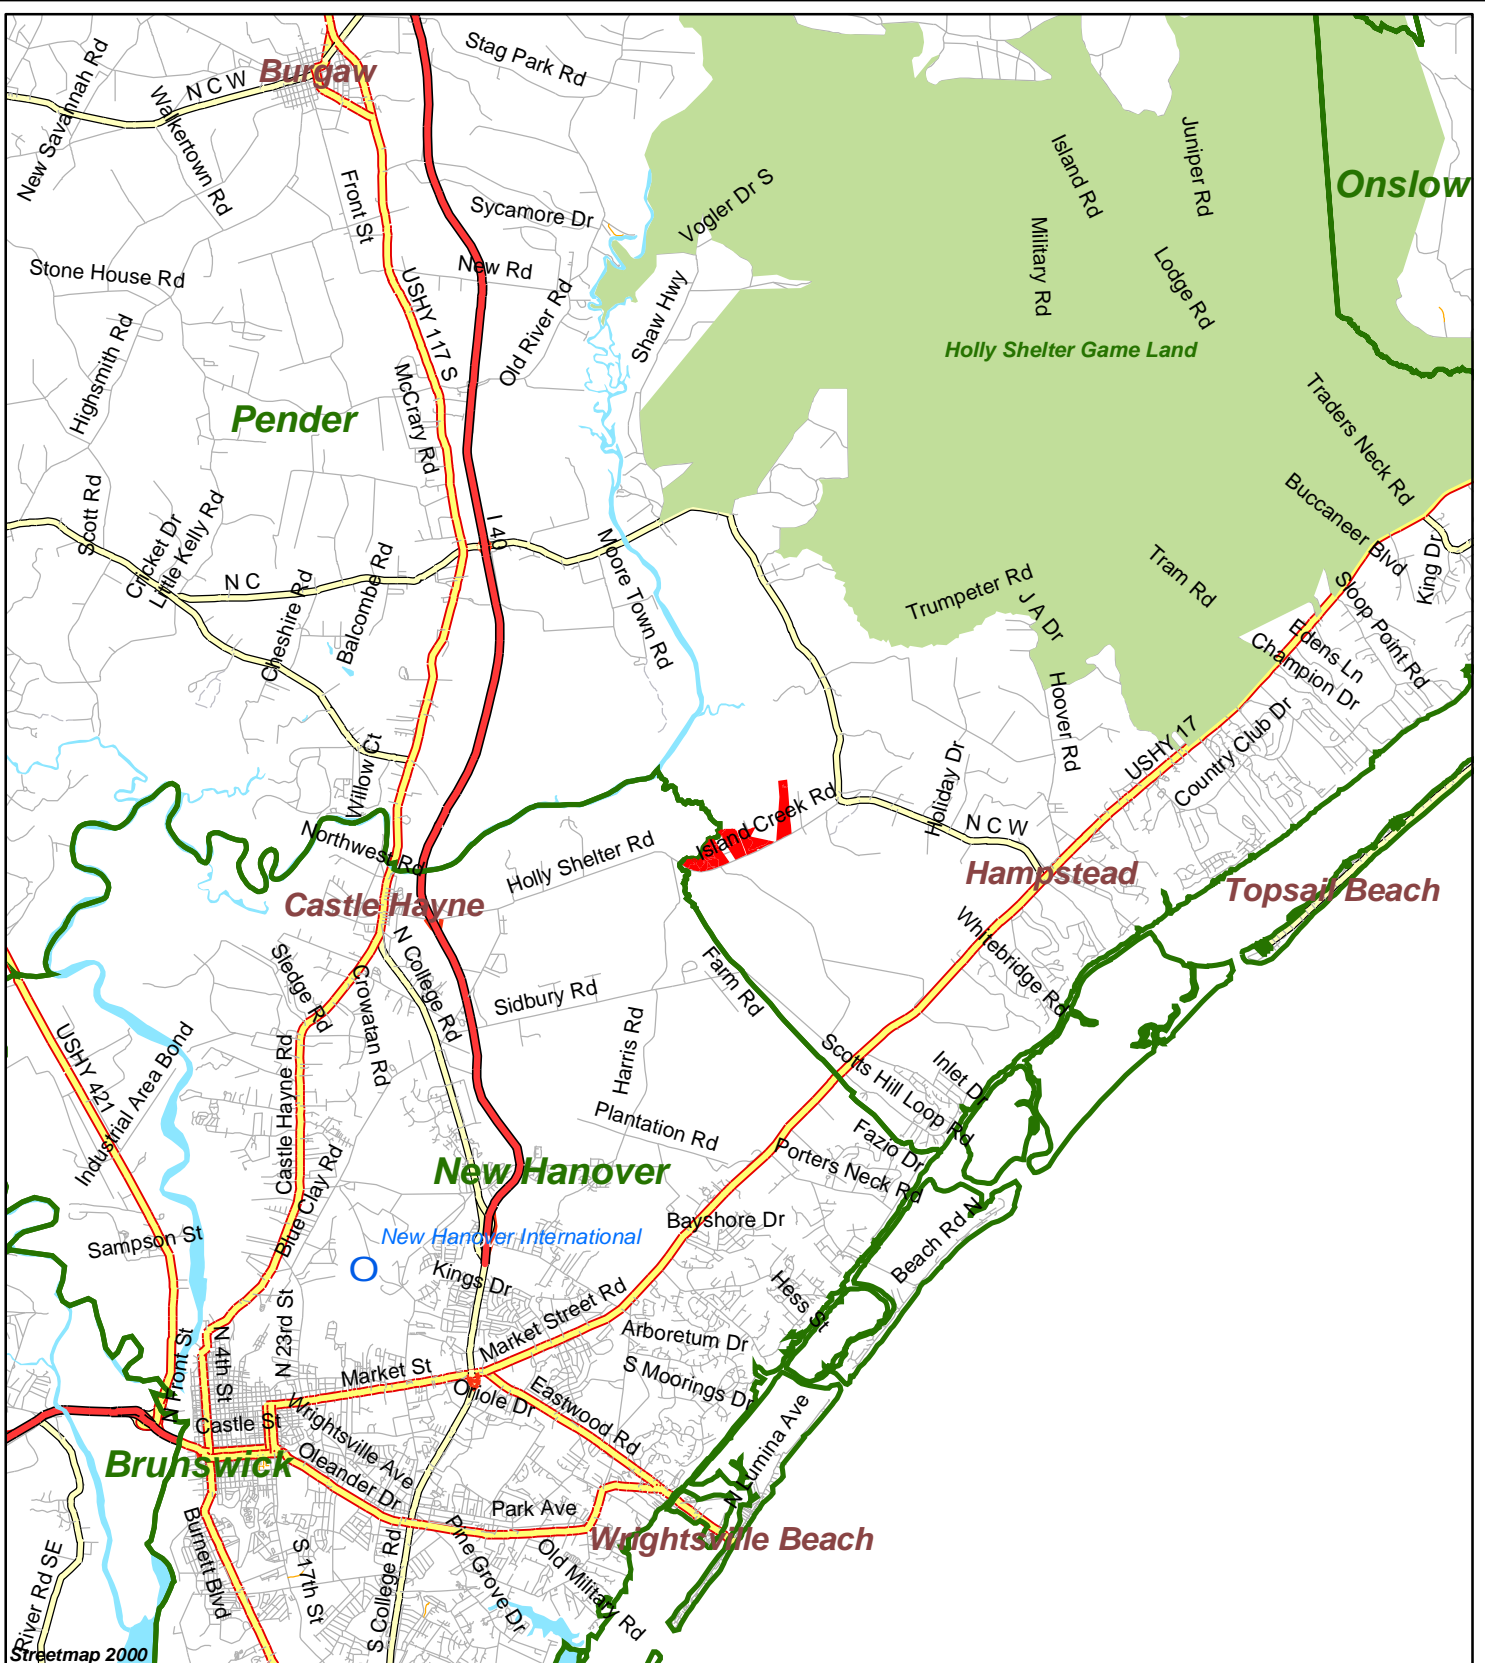 Stag Park Rd
Burgaw
N C W
New Savannah Rd
Walkertown Rd
Island Rd
Juniper Rd
Onslow
Front St
Sycamore Dr
Vogler Dr S
Military Rd
Lodge Rd
Stone House Rd
New Rd
USHY 117 S
Old River Rd
Shaw Hwy
Holly Shelter Game Land
Highsmith Rd
McCrary Rd
Pender
Traders Neck Rd
Scott Rd
Buccaneer Blvd
I 40
Cricket Dr
Little Kelly Rd
N C
Cheshire Rd
Balcombe Rd
Moore Town Rd
Trumpeter Rd
J A Dr
Tram Rd
King Dr
Sloop Point Rd
Edens Ln
Champion Dr
Hoover Rd
USHY 17
Country Club Dr
Willow Ct
Holiday Dr
N C W
Island Creek Rd
Northwest Rd
Holly Shelter Rd
Hampstead
Topsail Beach
Castle Hayne
Whitebridge Rd
N College Rd
Sledge Rd
Crowatan Rd
Sidbury Rd
Farm Rd
USHY 421
Industrial Area Bond
Castle Hayne Rd
Harris Rd
Scotts Hill Loop Rd
Inlet Dr
Plantation Rd
Fazio Dr
Porters Neck Rd
Blue Clay Rd
New Hanover
Bayshore Dr
Beach Rd N
Sampson St
New Hanover International
O
Kings Dr
Hess St
N 23rd St
Market Street Rd
Arboretum Dr
N Front St
N 4th St
Market St
S Moorings Dr
Oriole Dr
Eastwood Rd
Castle St
Wrightsville Ave
N Lumina Ave
Brunswick
Oleander Dr
Park Ave
Wrightsville Beach
Burnett Blvd
S 17th St
Pine Grove Dr
Old Military Rd
S College Rd
River Rd SE
Streetmap 2000